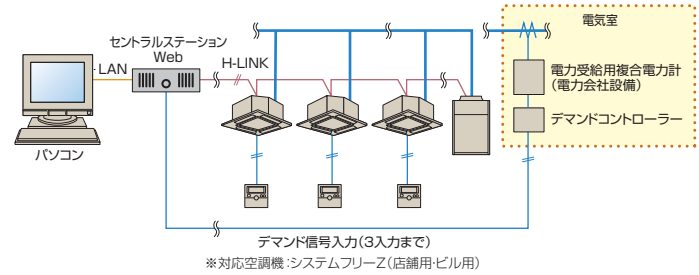 電気室
セントラルステーション
Web
LAN
H-LINK
電力受給用複合電力計
(電力会社設備)
デマンドコントローラー
パソコン
デマンド信号入力(3入力まで)
※対応空調機:システムフリーZ(店舗用・ビル用)